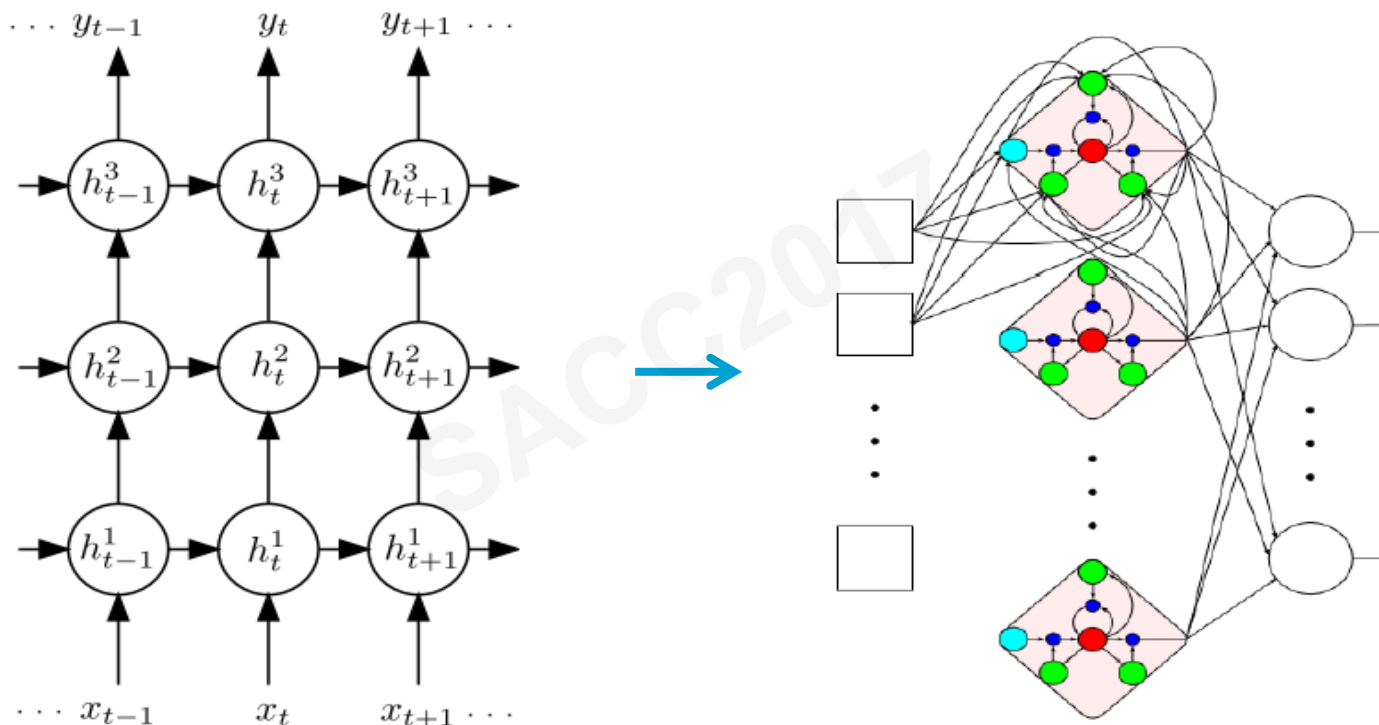 ··· y_{t−1} y_t y_{t+1} ···
h^3_{t−1} h^3_t h^3_{t+1}
h^2_{t−1} h^2_t h^2_{t+1}
h^1_{t−1} h^1_t h^1_{t+1}
··· x_{t−1} x_t x_{t+1} ···
SACC2017